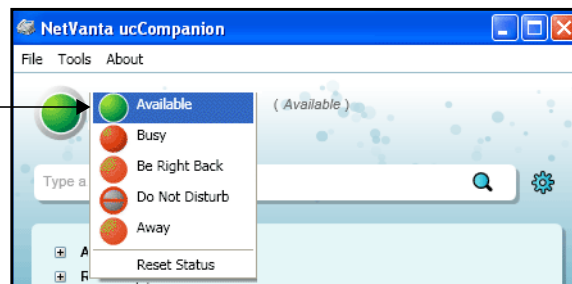 NetVanta ucCompanion
File Tools About
Available
( Available )
Busy
Be Right Back
Type a
Do Not Disturb
Away
A
Reset Status
R